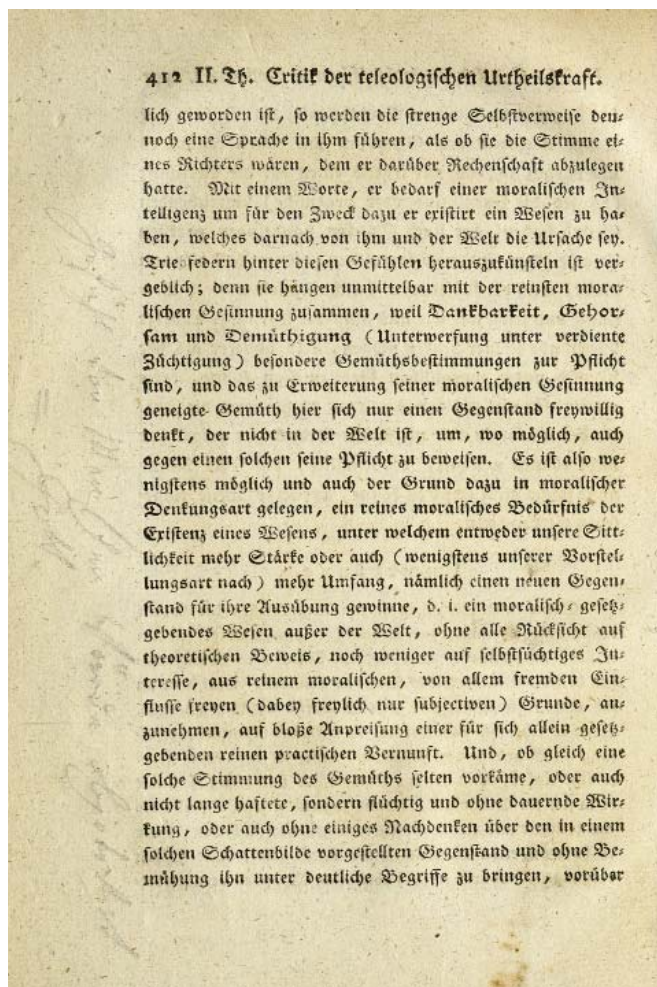 412 II. Th. Critik der teleologischen Urtheilskraft.
lich geworden ist, so werden die strenge Selbstverweise den-
noch eine Sprache in ihm führen, als ob sie die Stimme ei-
nes Richters wären, dem er darüber Rechenschaft abzulegen
hatte. Mit einem Worte, er bedarf einer moralischen In-
telligenz um für den Zweck dazu er existirt ein Wesen zu ha-
ben, welches darnach von ihm und der Welt die Ursache sey.
Triebfedern hinter diesen Gefühlen herauszukünsteln ist ver-
geblich; denn sie hängen unmittelbar mit der reinsten mora-
lischen Gesinnung zusammen, weil Dankbarkeit, Gehor-
sam und Demüthigung (Unterwerfung unter verdiente
Züchtigung) besondere Gemüthsbestimmungen zur Pflicht
sind, und das zu Erweiterung seiner moralischen Gesinnung
geneigte Gemüth hier sich nur einen Gegenstand freywillig
denkt, der nicht in der Welt ist, um, wo möglich, auch
gegen einen solchen seine Pflicht zu beweisen. Es ist also we-
nigstens möglich und auch der Grund dazu in moralischer
Denkungsart gelegen, ein reines moralisches Bedürfnis der
Existenz eines Wesens, unter welchem entweder unsere Sitt-
lichkeit mehr Stärke oder auch (wenigstens unserer Vorstel-
lungsart nach) mehr Umfang, nämlich einen neuen Gegen-
stand für ihre Ausübung gewinne, d. i. ein moralisch-gesetz-
gebendes Wesen außer der Welt, ohne alle Rücksicht auf
theoretischen Beweis, noch weniger auf selbstsüchtiges In-
teresse, aus reinem moralischen, von allem fremden Ein-
flusse freyen (dabey freylich nur subjectiven) Grunde, an-
zunehmen, auf bloße Anpreisung einer für sich allein gesetz-
gebenden reinen practischen Vernunft. Und, ob gleich eine
solche Stimmung des Gemüths selten vorkäme, oder auch
nicht lange haftete, sondern flüchtig und ohne dauernde Wir-
kung, oder auch ohne einiges Nachdenken über den in einem
solchen Schattenbilde vorgestellten Gegenstand und ohne Be-
mühung ihn unter deutliche Begriffe zu bringen, vorüber